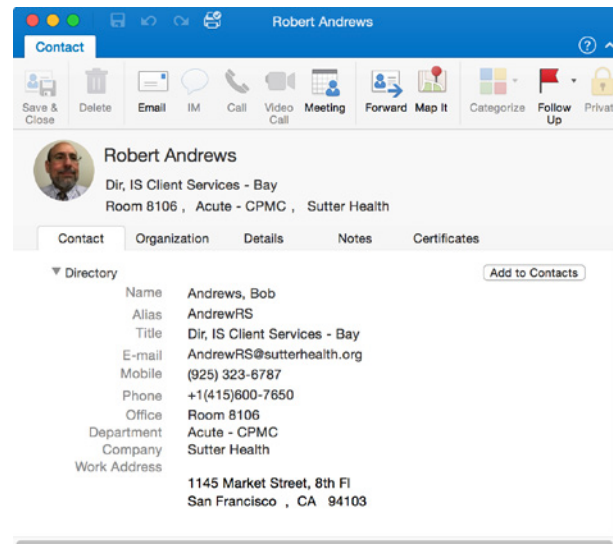 Robert Andrews
Contact
Save & Close
Delete
Email
IM
Call
Video Call
Meeting
Forward
Map It
Categorize
Follow Up
Privat
Robert Andrews
Dir, IS Client Services - Bay
Room 8106 , Acute - CPMC , Sutter Health
Contact Organization Details Notes Certificates
Directory
Add to Contacts
Name Andrews, Bob
Alias AndrewRS
Title Dir, IS Client Services - Bay
E-mail AndrewRS@sutterhealth.org
Mobile (925) 323-6787
Phone +1(415)600-7650
Office Room 8106
Department Acute - CPMC
Company Sutter Health
Work Address
1145 Market Street, 8th Fl
San Francisco , CA 94103